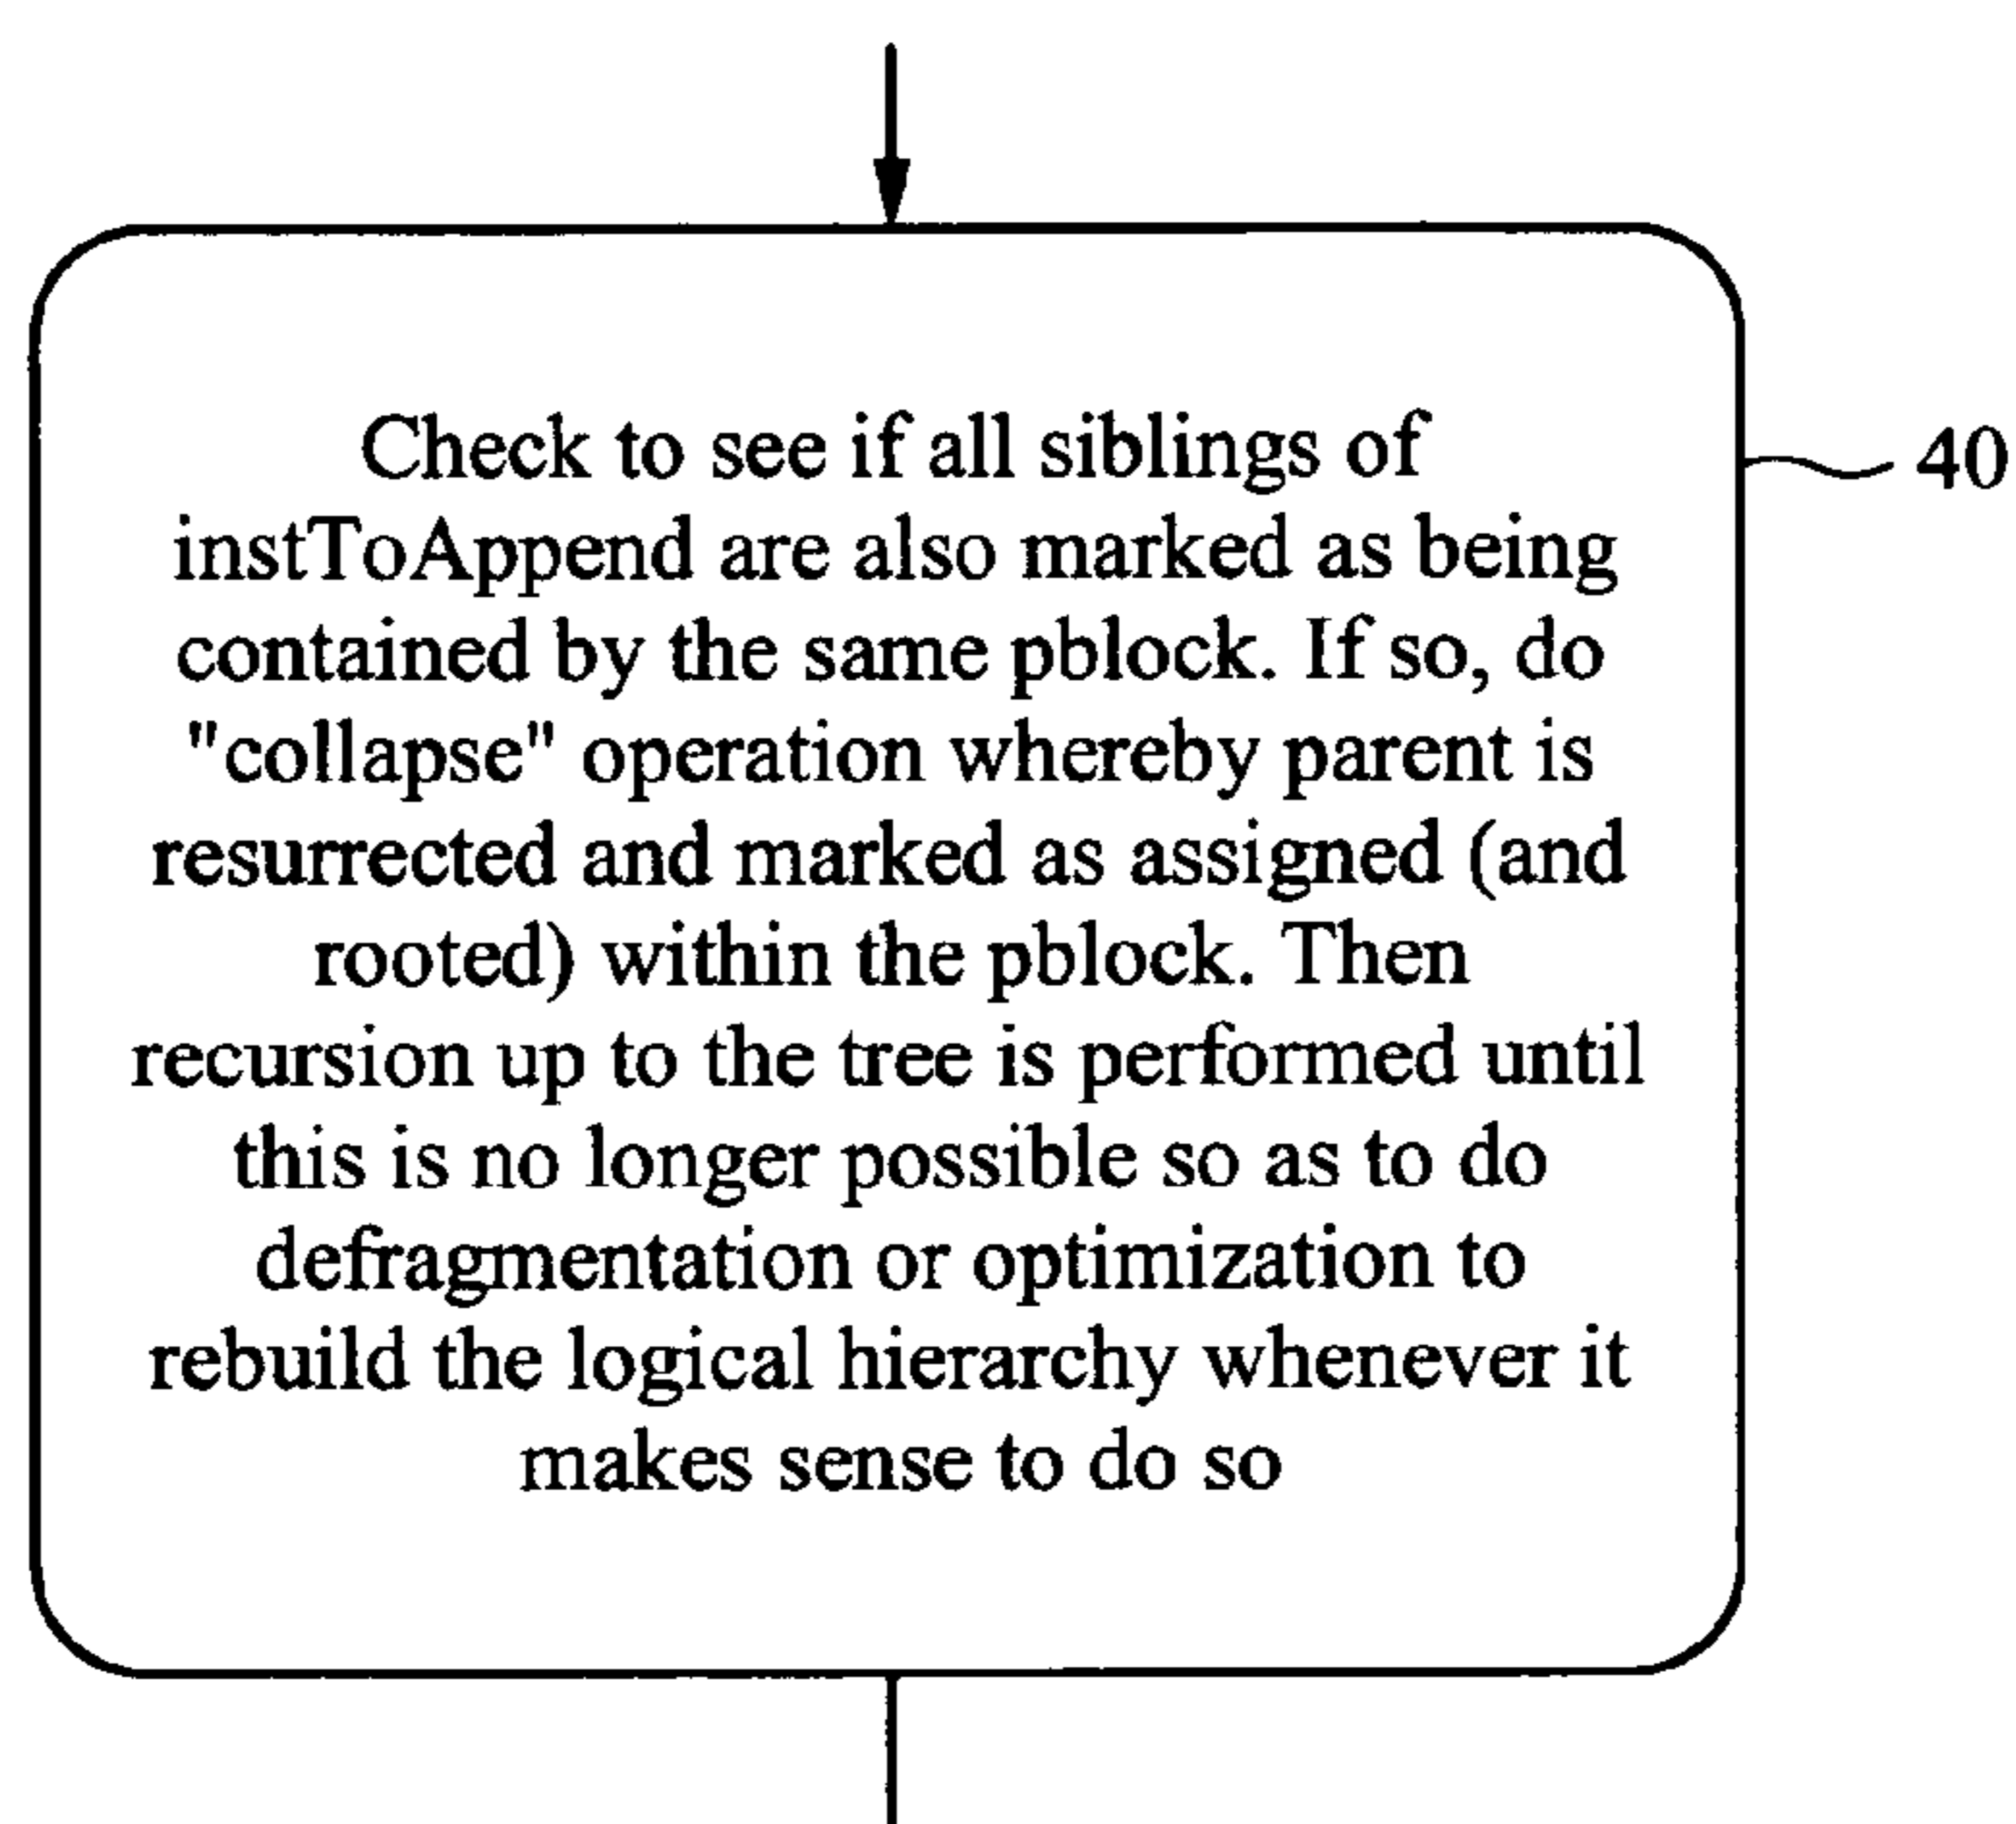 Check to see if all siblings of
instToAppend are also marked as being
contained by the same pblock. If so, do
"collapse" operation whereby parent is
resurrected and marked as assigned (and
rooted) within the pblock. Then
recursion up to the tree is performed until
this is no longer possible so as to do
defragmentation or optimization to
rebuild the logical hierarchy whenever it
makes sense to do so
40